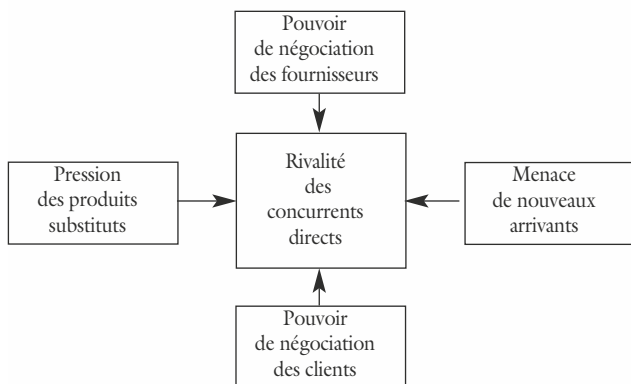 Pouvoir
de négociation
des fournisseurs
Pression
des produits
substituts
Rivalité
des
concurrents
directs
Menace
de nouveaux
arrivants
Pouvoir
de négociation
des clients